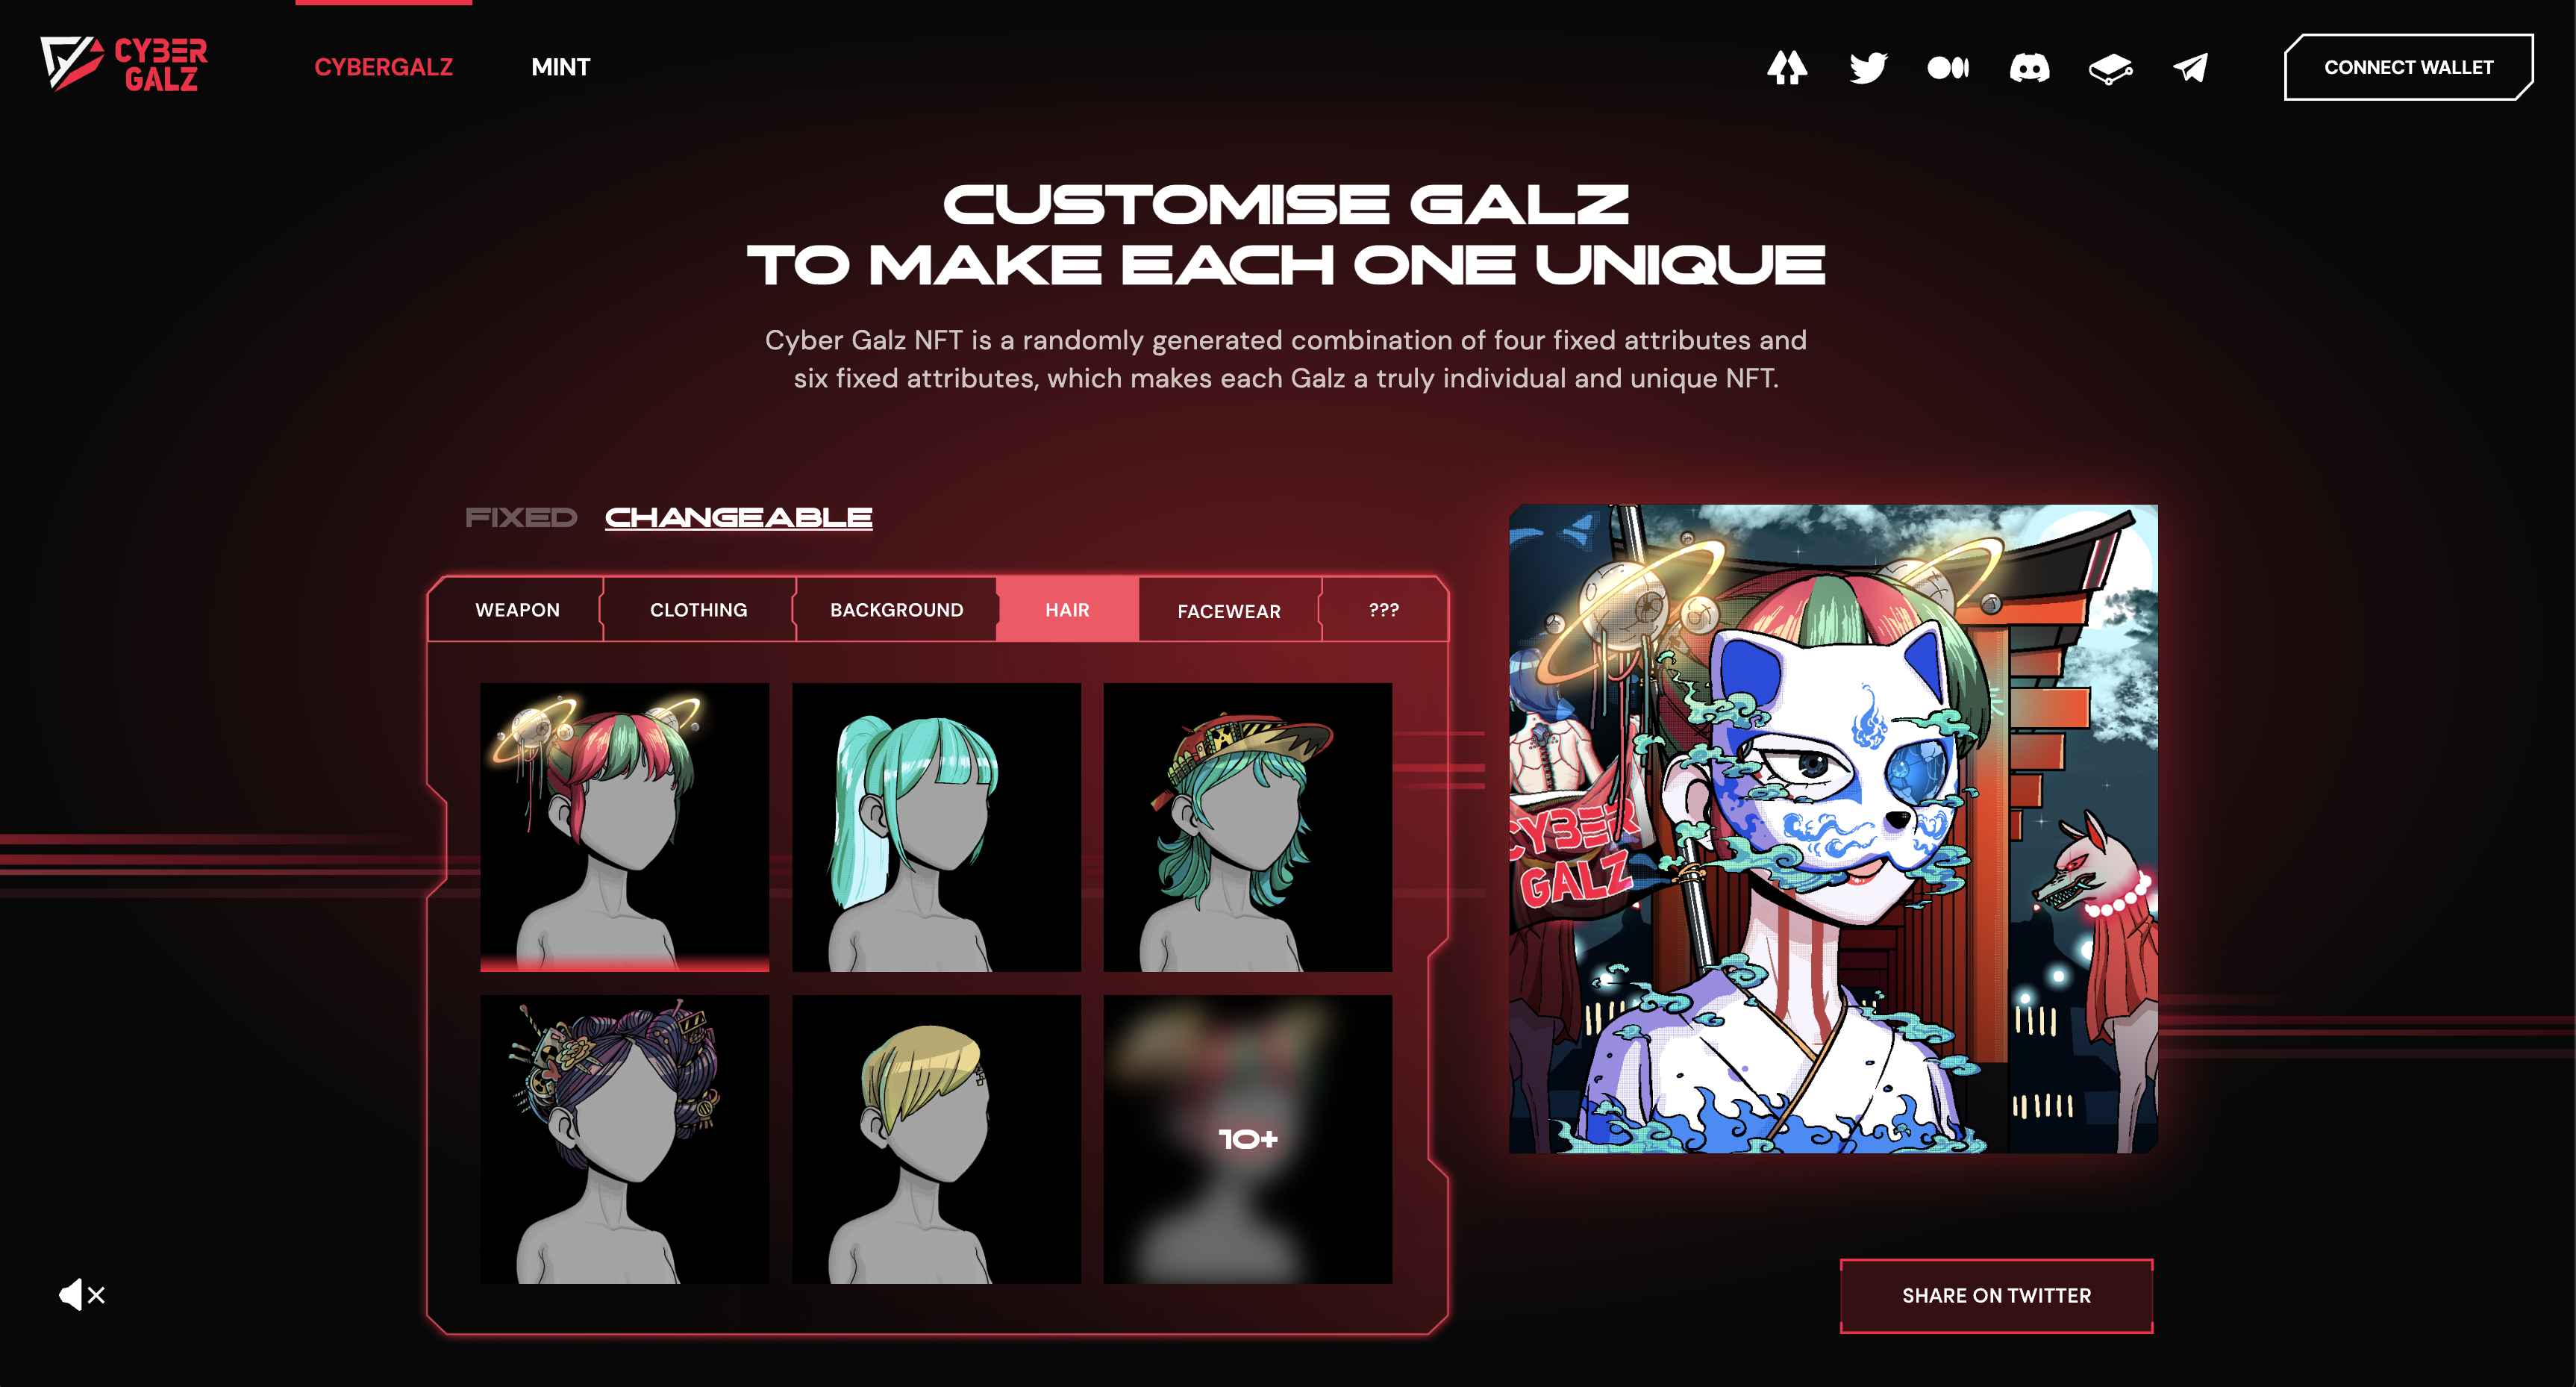 CYBER
GALZ
CYBERGALZ
MINT
CONNECT WALLET
CUSTOMISE GALZ
TO MAKE EACH ONE UNIQUE
Cyber Galz NFT is a randomly generated combination of four fixed attributes and
six fixed attributes, which makes each Galz a truly individual and unique NFT.
FIXED
CHANGEABLE
WEAPON
CLOTHING
BACKGROUND
HAIR
FACEWEAR
???
10+
CYBER
GALZ
SHARE ON TWITTER